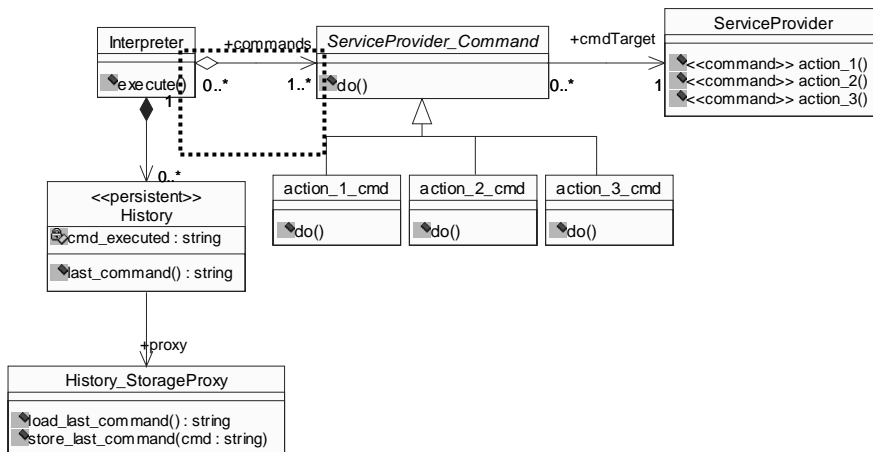 ServiceProvider
Interpreter
+commands
ServiceProvider_Command
+cmdTarget
<<command>> action_1()
execute()
0..*
1..*
do()
0..*
1
<<command>> action_2()
1
<<command>> action_3()
0..*
<<persistent>>
History
action_1_cmd
action_2_cmd
action_3_cmd
cmd_executed : string
do()
do()
do()
last_command() : string
+proxy
History_StorageProxy
load_last_command() : string
store_last_command(cmd : string)